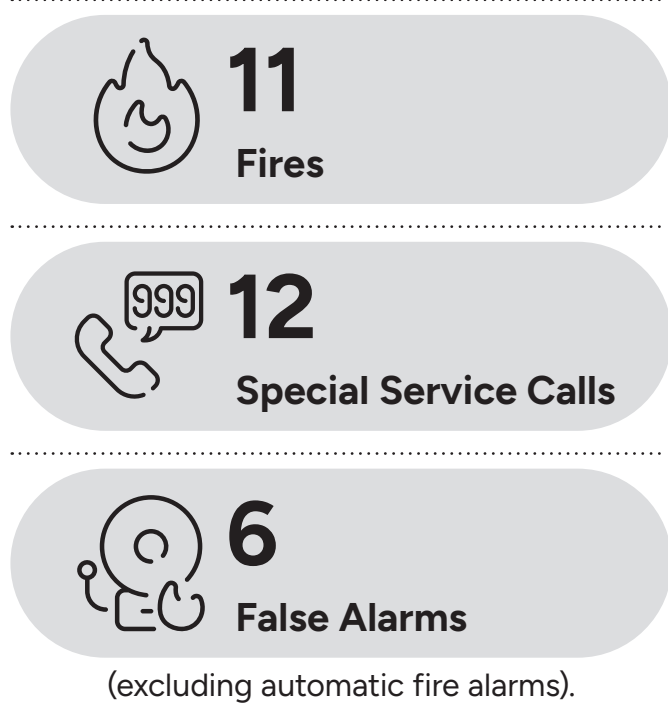 11
Fires
999
12
Special Service Calls
6
False Alarms
(excluding automatic fire alarms).